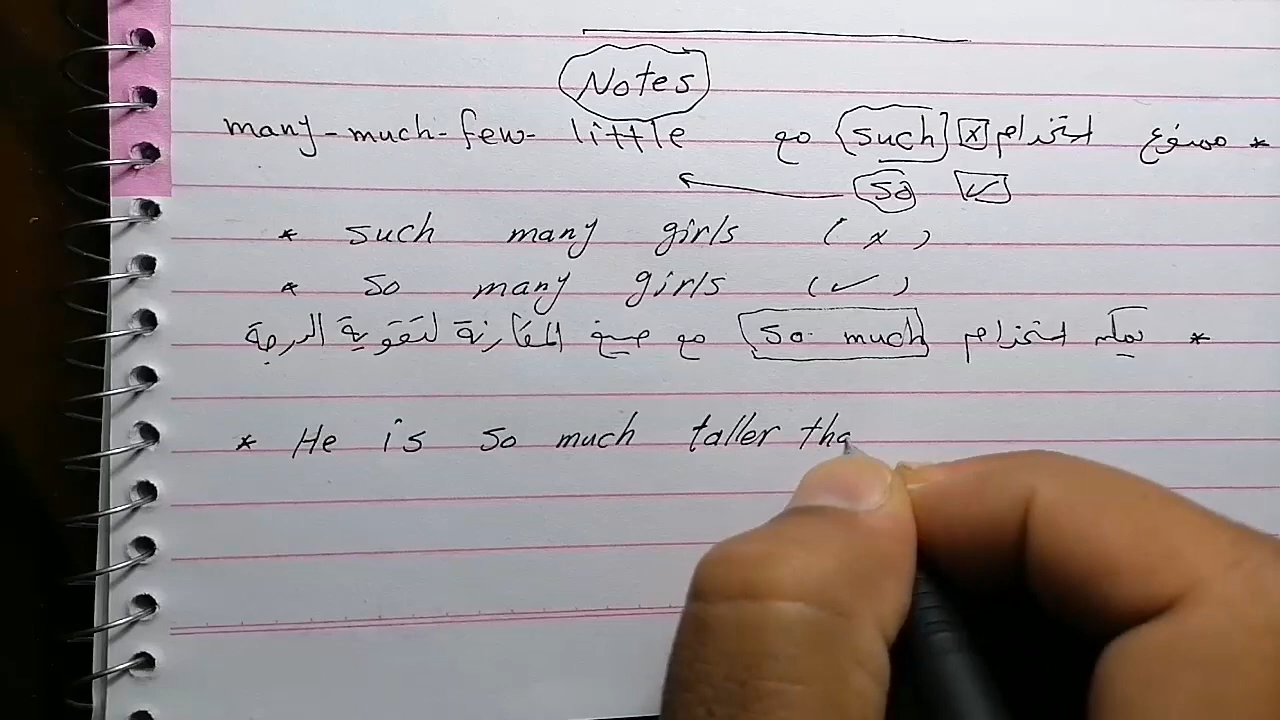 Notes
* ممنوع استخدام [x] {such} مع many - much - few - little
so [✓]
* such many girls (x)
* so many girls (✓)
* يمكن استخدام so much مع صيغ المقارنة لتقوية الدرجة
* He is so much taller tha